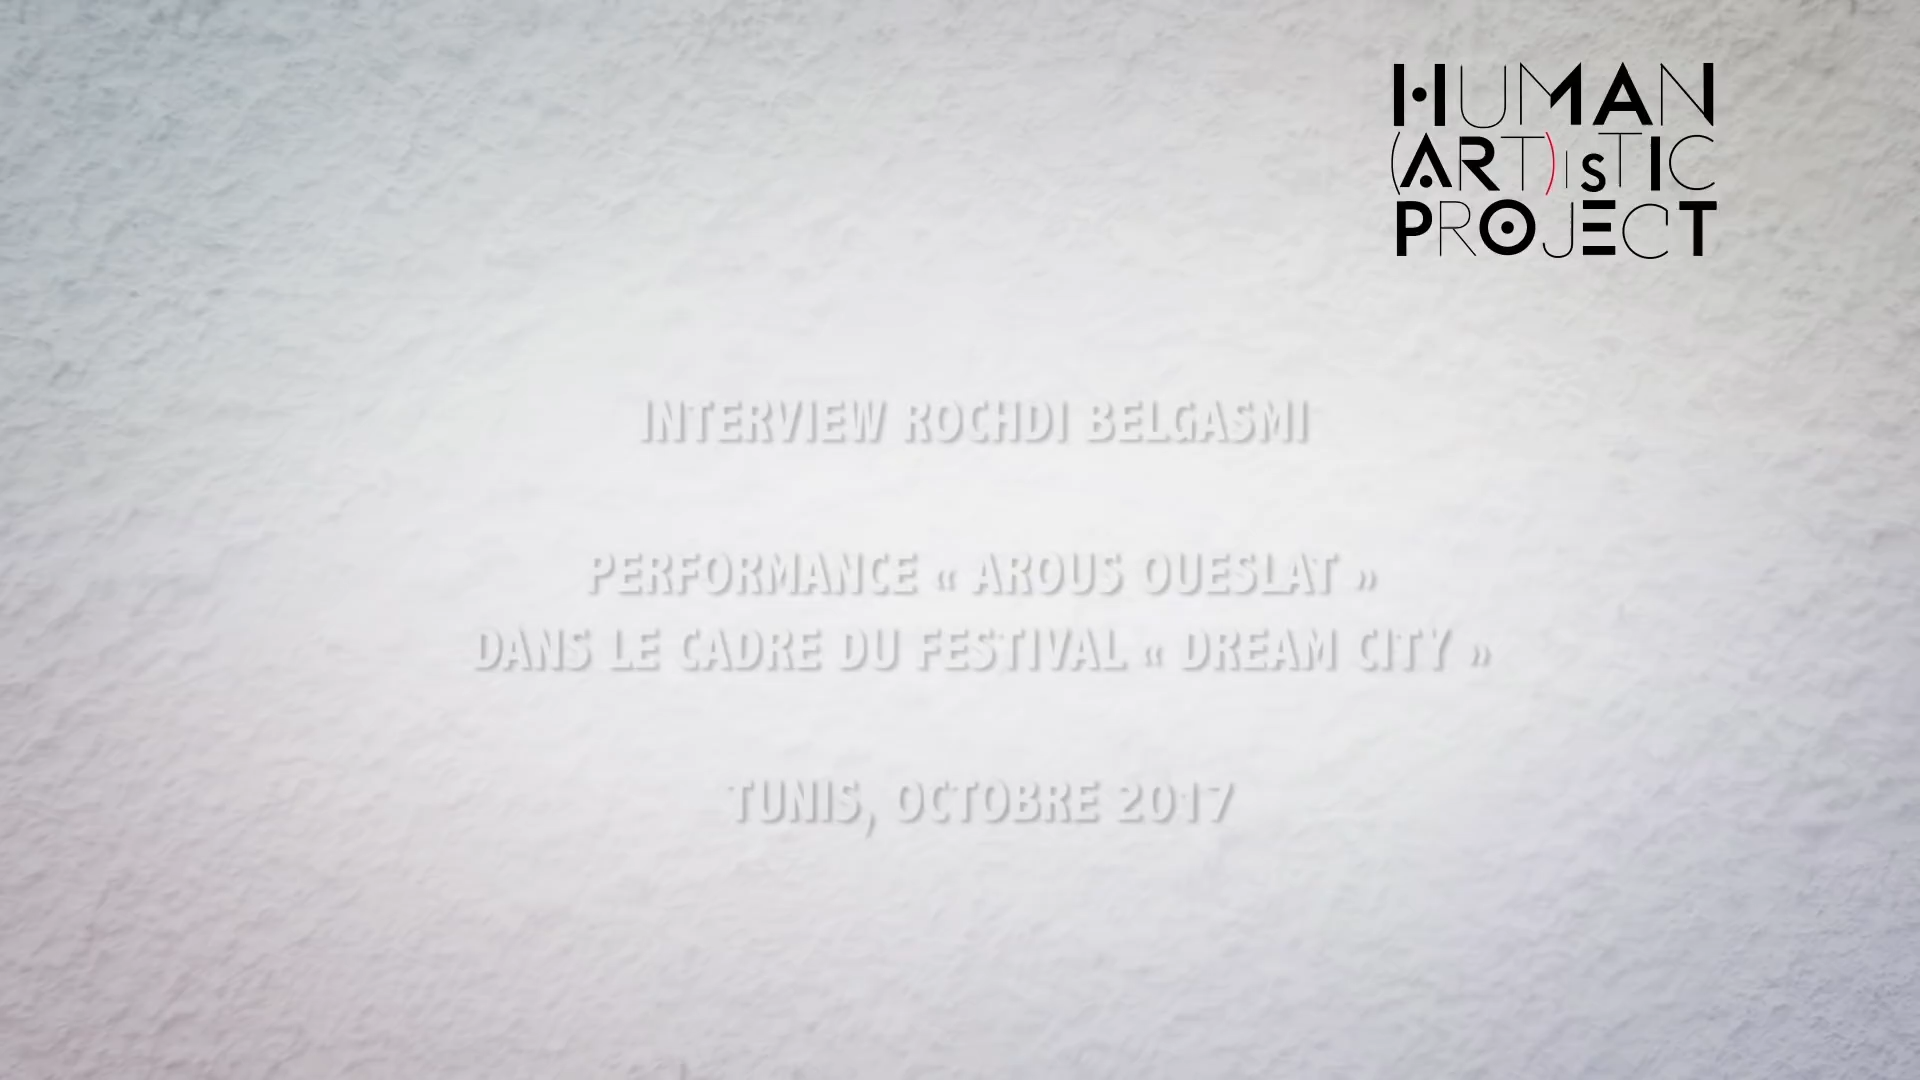 HUMAN
(ART)ISTIC
PROJECT
INTERVIEW ROCHDI BELGASMI
PERFORMANCE « AROUS OUESLAT »
DANS LE CADRE DU FESTIVAL « DREAM CITY »
TUNIS, OCTOBRE 2017